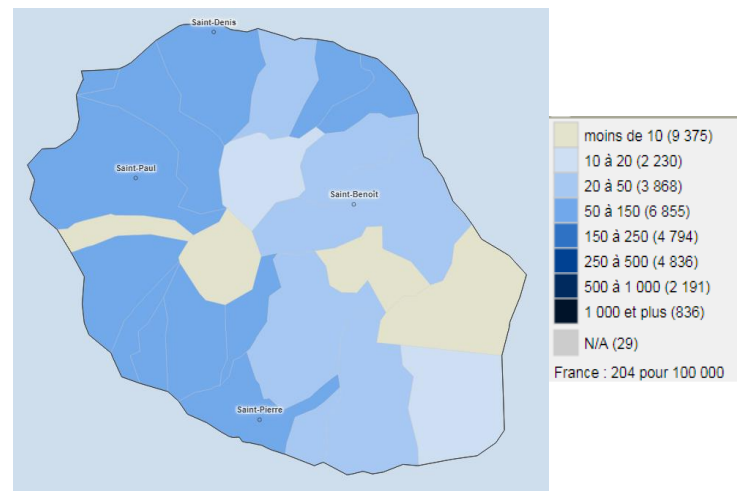 Saint-Denis
Saint-Paul
Saint-Benoît
Saint-Pierre
moins de 10 (9 375)
10 à 20 (2 230)
20 à 50 (3 868)
50 à 150 (6 855)
150 à 250 (4 794)
250 à 500 (4 836)
500 à 1 000 (2 191)
1 000 et plus (836)
N/A (29)
France : 204 pour 100 000